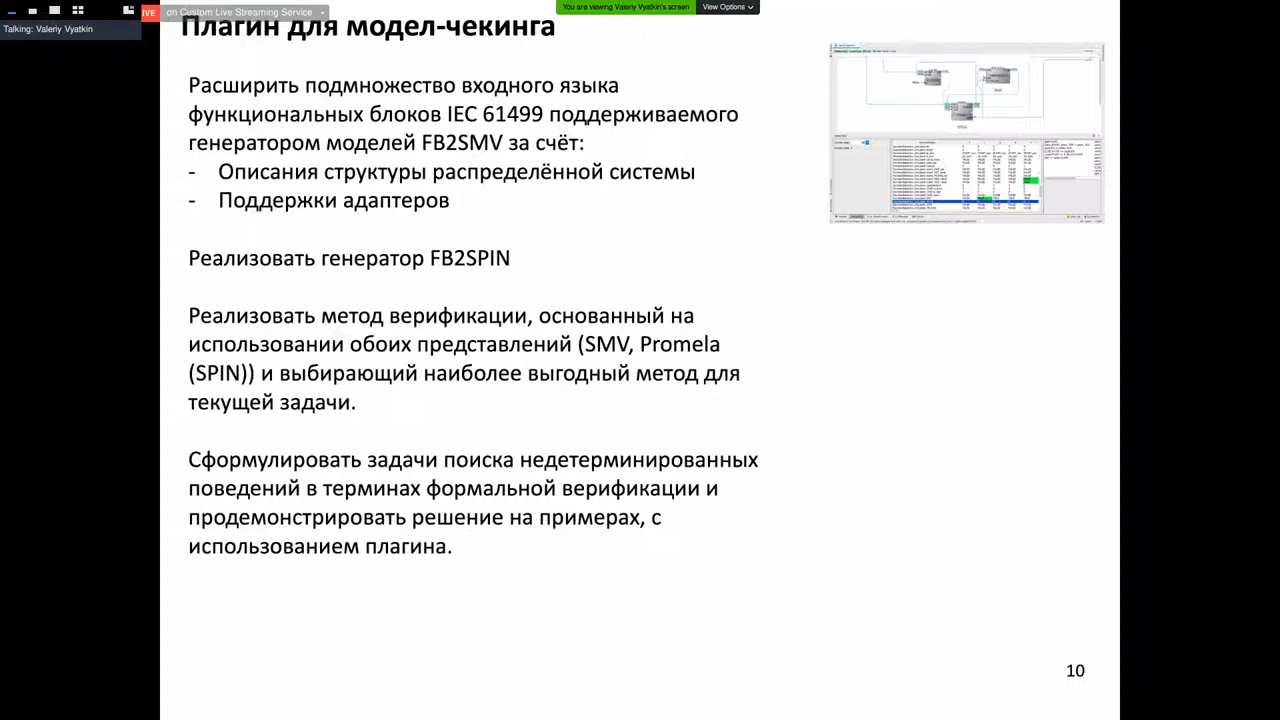 LIVE
on Custom Live Streaming Service
You are viewing Valeriy Vyatkin's screen
View Options
Talking: Valeriy Vyatkin
Плагин для модел-чекинга
Расширить подмножество входного языка
функциональных блоков IEC 61499 поддерживаемого
генератором моделей FB2SMV за счёт:
- Описания структуры распределённой системы
- Поддержки адаптеров
Реализовать генератор FB2SPIN
Реализовать метод верификации, основанный на
использовании обоих представлений (SMV, Promela
(SPIN)) и выбирающий наиболее выгодный метод для
текущей задачи.
Сформулировать задачи поиска недетерминированных
поведений в терминах формальной верификации и
продемонстрировать решение на примерах, с
использованием плагина.
10